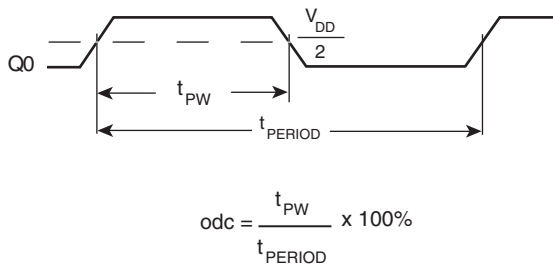 V_DD
2
Q0
t_PW
t_PERIOD
odc = t_PW / t_PERIOD x 100%